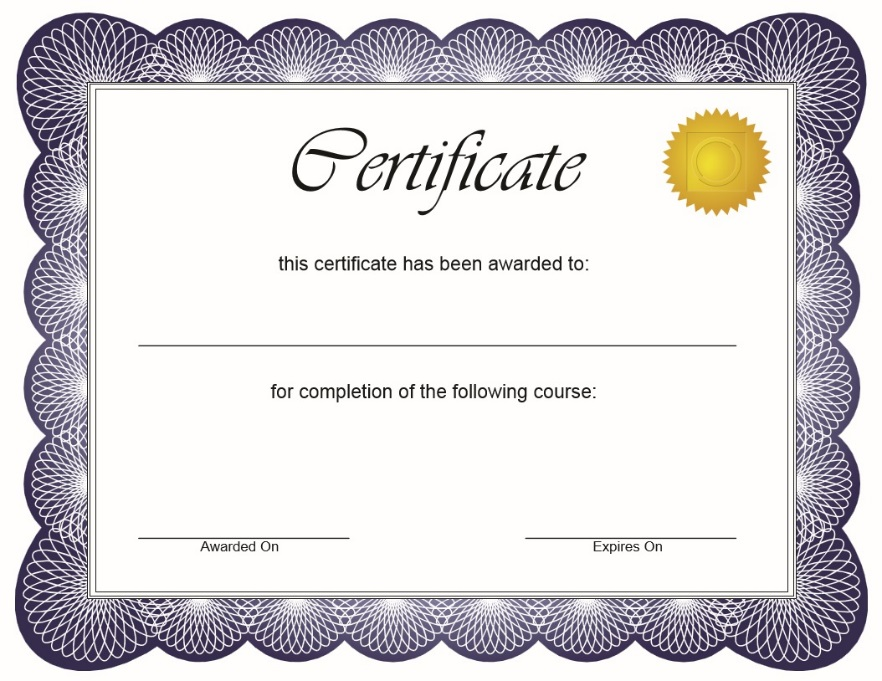 Certificate
this certificate has been awarded to:
for completion of the following course:
Awarded On
Expires On